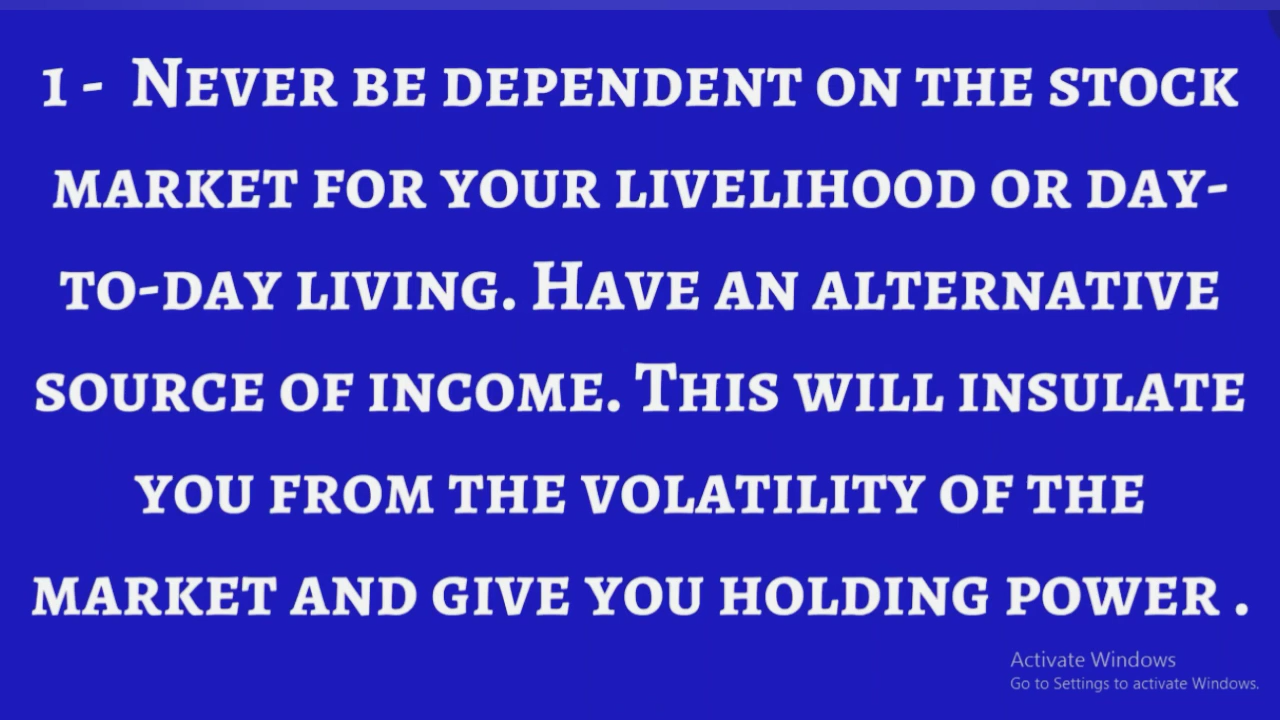 1 - Never be dependent on the stock
market for your livelihood or day-
to-day living. Have an alternative
source of income. This will insulate
you from the volatility of the
market and give you holding power .
Activate Windows
Go to Settings to activate Windows.